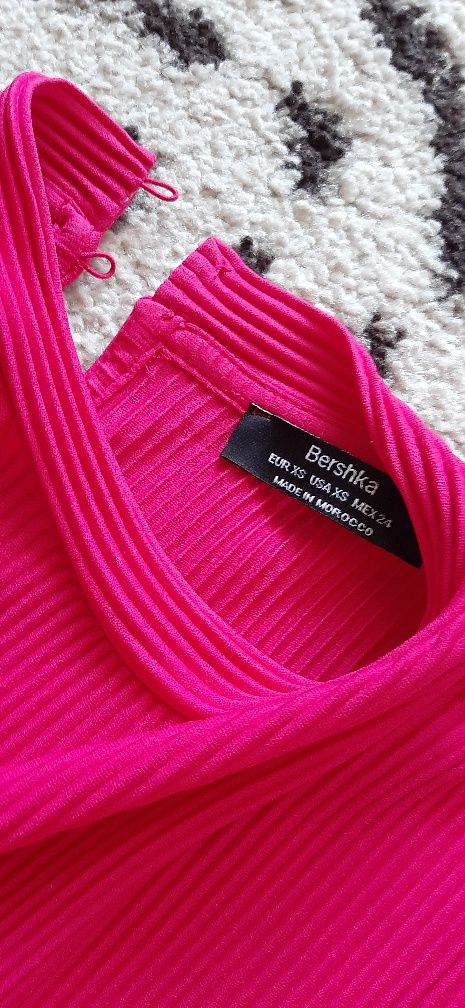 Bershka
EUR XS USA XS MEX 24
MADE IN MOROCCO